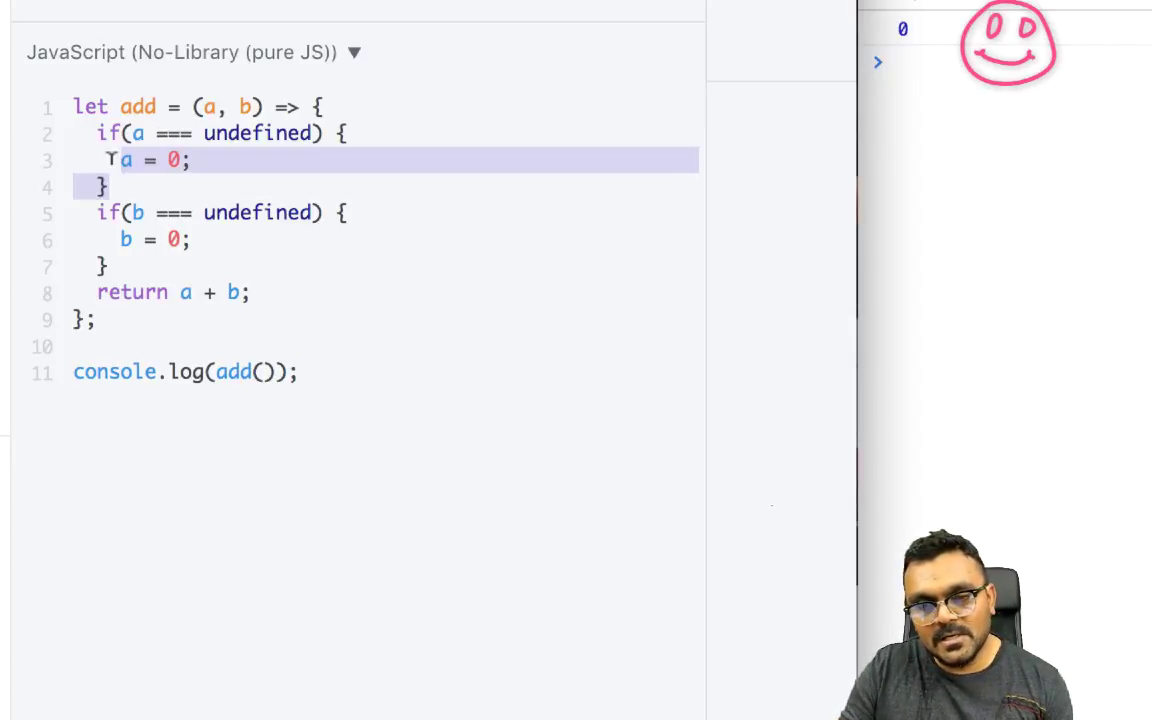 JavaScript (No-Library (pure JS)) ▼
1 let add = (a, b) => {
2 if(a === undefined) {
3 a = 0;
4 }
5 if(b === undefined) {
6 b = 0;
7 }
8 return a + b;
9 };
10
11 console.log(add());
0
>